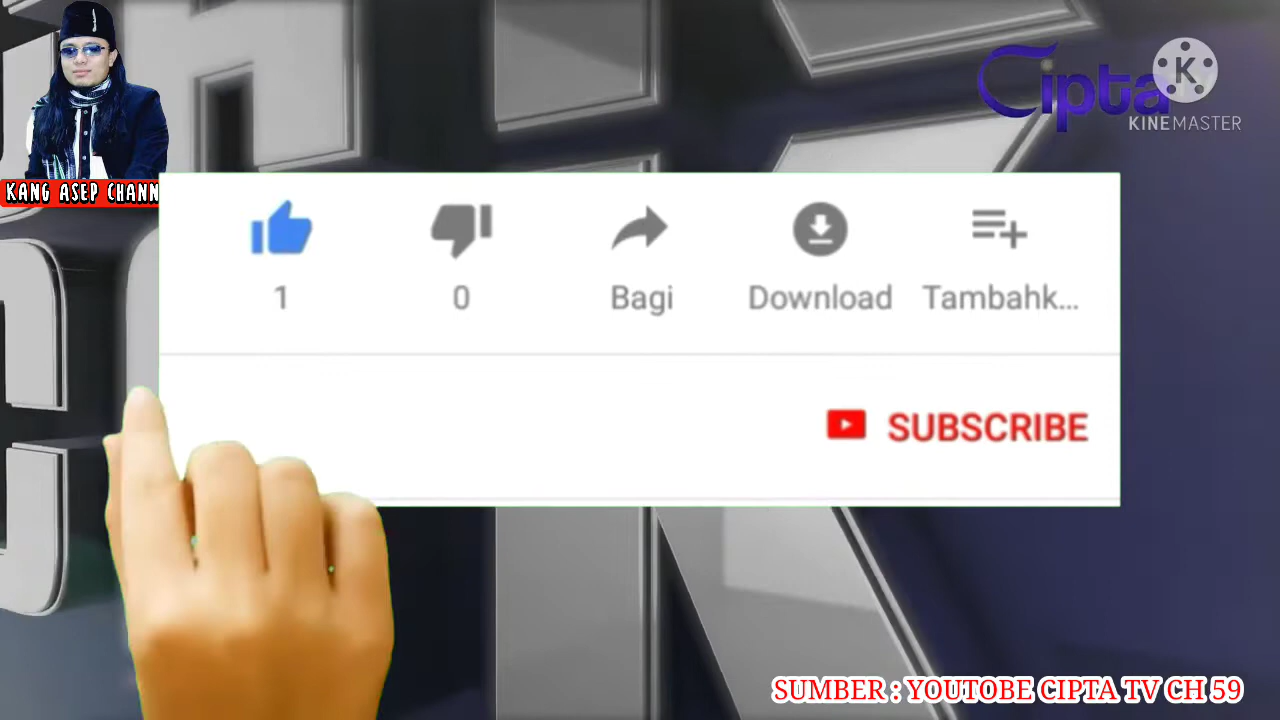 Cipta
K
KINEMASTER
KANG ASEP CHANN
1
0
Bagi
Download
Tambahk...
SUBSCRIBE
SUMBER : YOUTOBE CIPTA TV CH 59